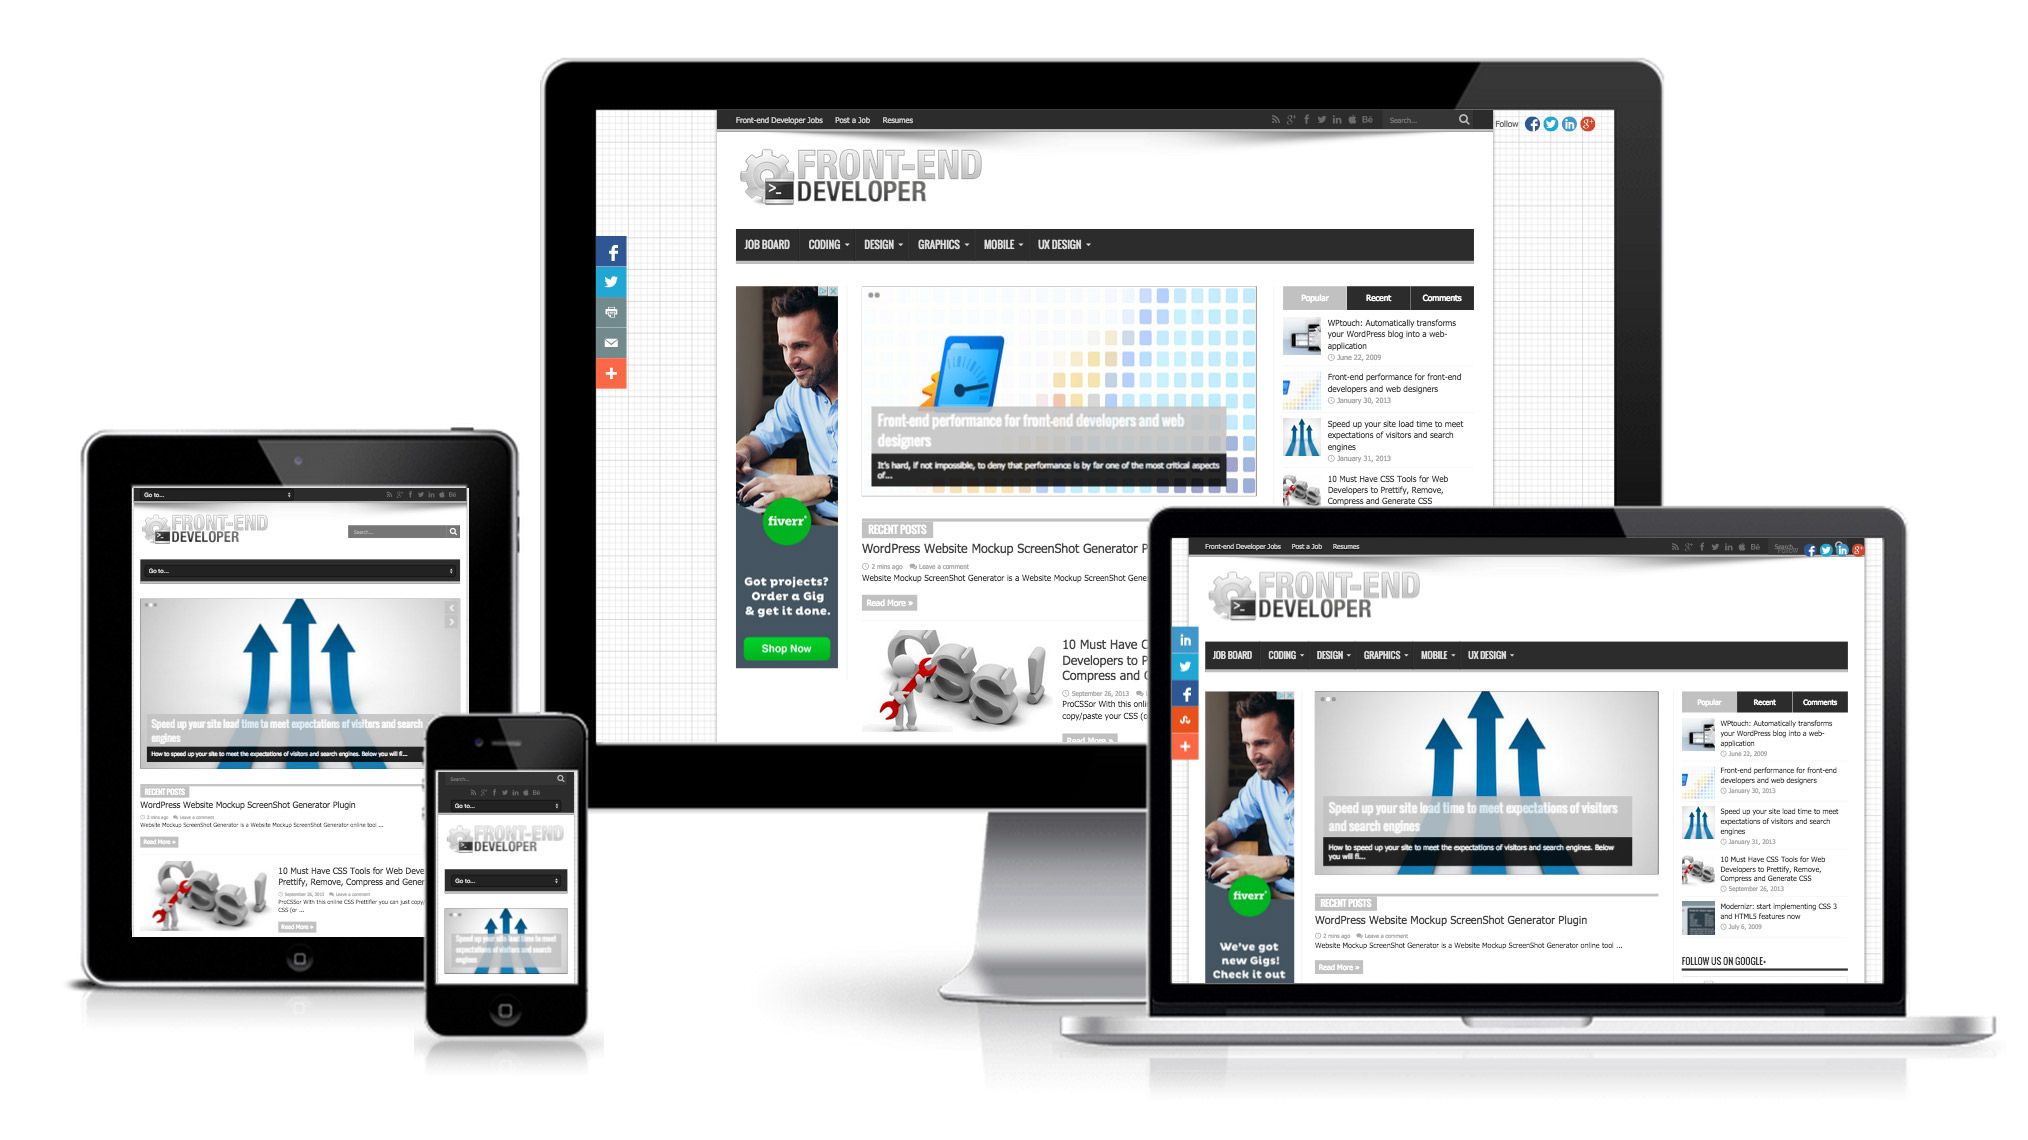 Front-end Developer Jobs Post a Job Resumes
Search...
Follow
FRONT-END
DEVELOPER
JOB BOARD CODING DESIGN GRAPHICS MOBILE UX DESIGN
fiverr
Got projects?
Order a Gig
& get it done.
Shop Now
Front-end performance for front-end developers and web
designers
It's hard, if not impossible, to deny that performance is by far one of the most critical aspects
of...
RECENT POSTS
WordPress Website Mockup ScreenShot Generator P
2 mins ago Leave a comment
Website Mockup ScreenShot Generator is a Website Mockup ScreenShot Gene
Read More »
CSS!
10 Must Have C
Developers to P
Compress and G
September 26, 2013
ProCSSor With this onli
copy/paste your CSS (o
Read More »
Popular Recent Comments
WPtouch: Automatically transforms
your WordPress blog into a web-
application
June 22, 2009
Front-end performance for front-end
developers and web designers
January 30, 2013
Speed up your site load time to meet
expectations of visitors and search
engines
January 31, 2013
10 Must Have CSS Tools for Web
Developers to Prettify, Remove,
Compress and Generate CSS
Go to...
Bē
FRONT-END
DEVELOPER
Search...
Go to...
Speed up your site load time to meet expectations of visitors and search
engines
How to speed up your site to meet the expectations of visitors and search engines. Below you will fi...
RECENT POSTS
WordPress Website Mockup ScreenShot Generator Plugin
2 mins ago Leave a comment
Website Mockup ScreenShot Generator is a Website Mockup ScreenShot Generator online tool ...
Read More »
CSS!
10 Must Have CSS Tools for Web Deve
Prettify, Remove, Compress and Gener
September 26, 2013 Leave a comment
ProCSSor With this online CSS Prettifier you can just copy/
CSS (or ...
Read More »
Search...
Bē
Go to...
FRONT-END
DEVELOPER
Go to...
Speed up your site load time to meet
expectations of visitors and search
engines
Front-end Developer Jobs Post a Job Resumes
Bē
Search...
Follow
FRONT-END
DEVELOPER
JOB BOARD CODING DESIGN GRAPHICS MOBILE UX DESIGN
fiverr
We've got
new Gigs!
Check it out
Speed up your site load time to meet expectations of visitors
and search engines
How to speed up your site to meet the expectations of visitors and search engines. Below
you will fi...
RECENT POSTS
WordPress Website Mockup ScreenShot Generator Plugin
2 mins ago Leave a comment
Website Mockup ScreenShot Generator is a Website Mockup ScreenShot Generator online tool ...
Read More »
Popular Recent Comments
WPtouch: Automatically transforms
your WordPress blog into a web-
application
June 22, 2009
Front-end performance for front-end
developers and web designers
January 30, 2013
Speed up your site load time to meet
expectations of visitors and search
engines
January 31, 2013
10 Must Have CSS Tools for Web
Developers to Prettify, Remove,
Compress and Generate CSS
September 26, 2013
Modernizr: start implementing CSS 3
and HTML5 features now
July 6, 2009
FOLLOW US ON GOOGLE+